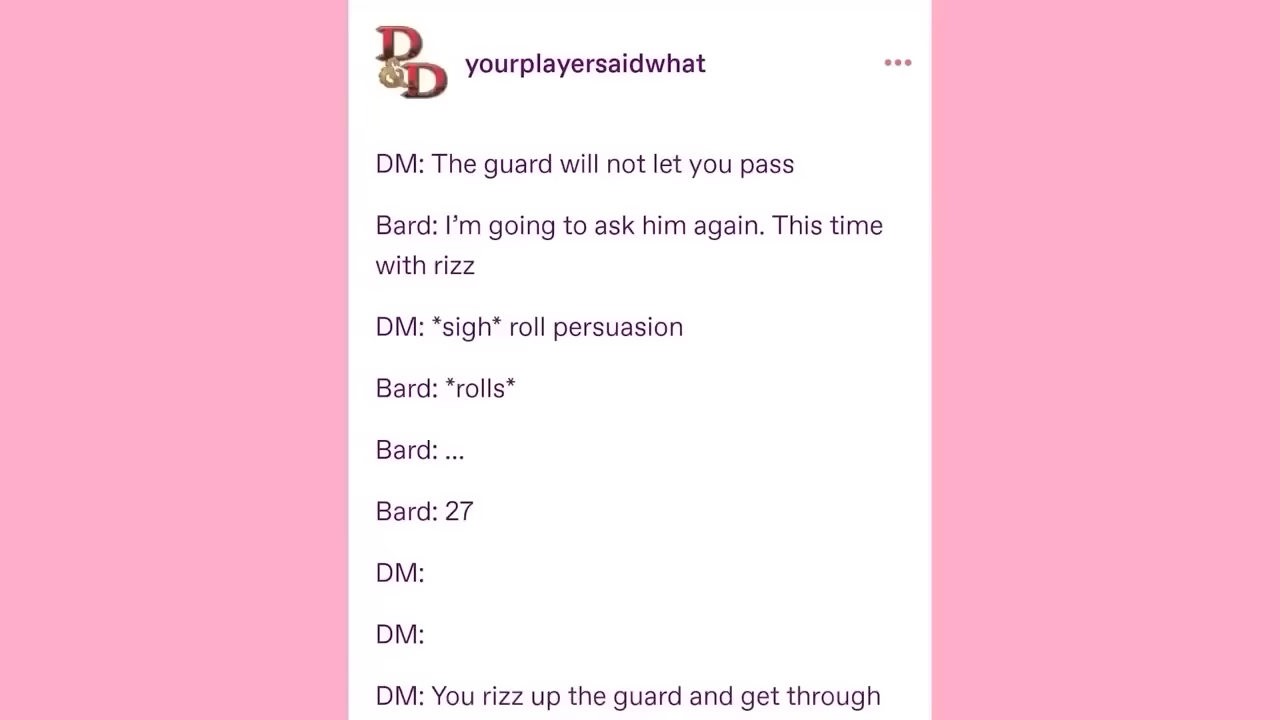 D&D
yourplayersaidwhat
DM: The guard will not let you pass
Bard: I’m going to ask him again. This time
with rizz
DM: *sigh* roll persuasion
Bard: *rolls*
Bard: ...
Bard: 27
DM:
DM:
DM: You rizz up the guard and get through